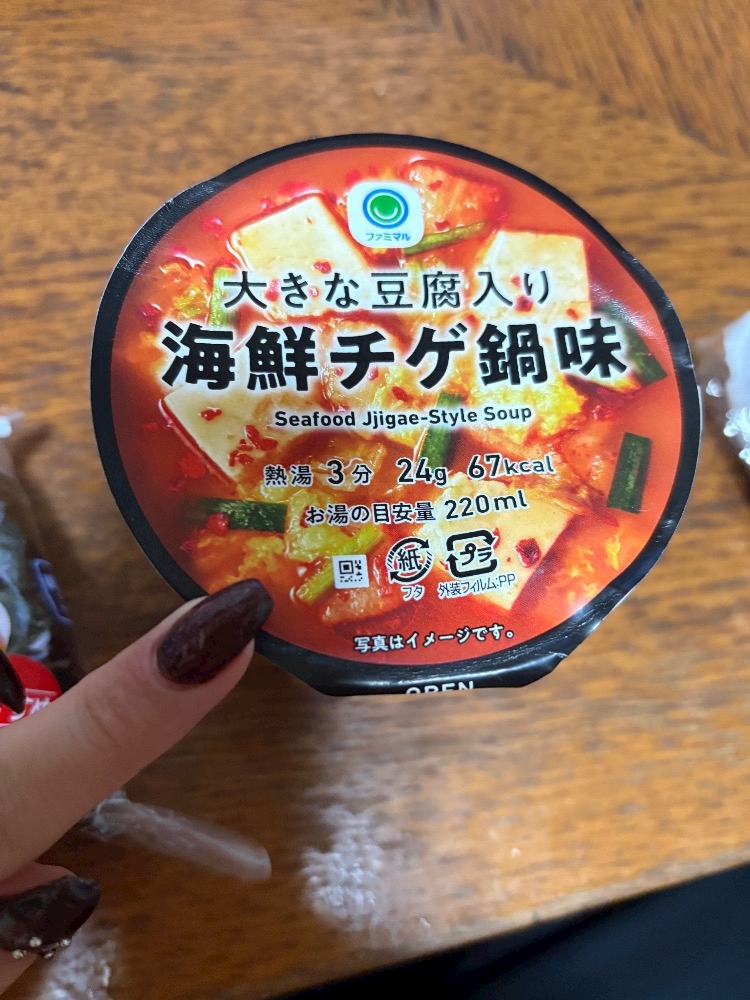 ファミマル
大きな豆腐入り
海鮮チゲ鍋味
Seafood Jjigae-Style Soup
熱湯 3分 24g 67kcal
お湯の目安量 220ml
紙 プラ
フタ 外装フィルム:PP
写真はイメージです。
OPEN